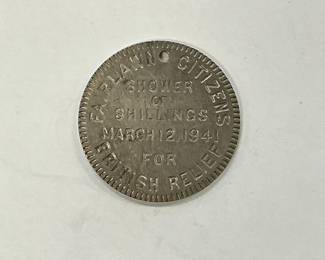 FAIRLAWN CITIZENS
SHOWER
OF
SHILLINGS
MARCH 12, 1941
FOR
BRITISH RELIEF